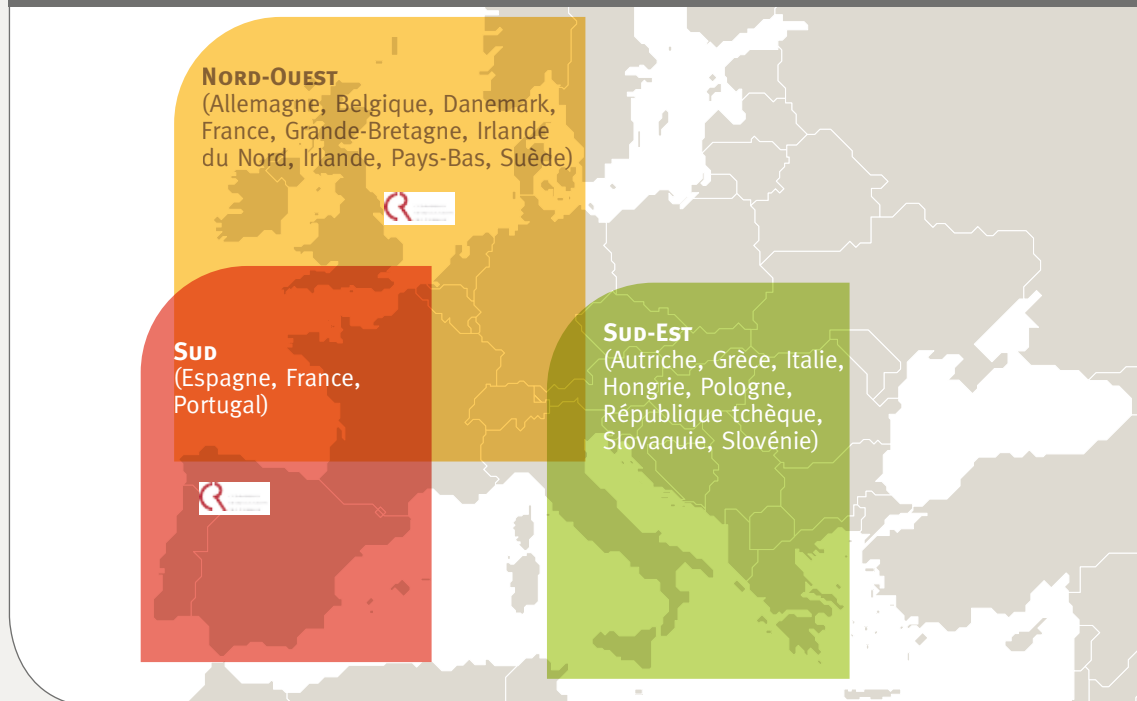 NORD-OUEST
(Allemagne, Belgique, Danemark,
France, Grande-Bretagne, Irlande
du Nord, Irlande, Pays-Bas, Suède)
SUD
(Espagne, France,
Portugal)
SUD-EST
(Autriche, Grèce, Italie,
Hongrie, Pologne,
République tchèque,
Slovaquie, Slovénie)